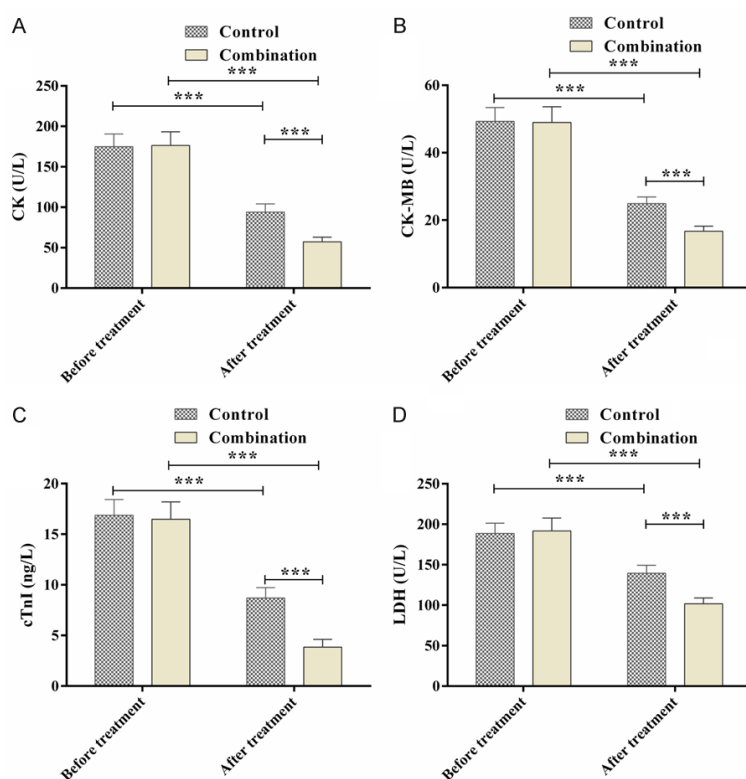 A
Control
Combination
***
***
***
250
200
150
100
50
0
CK (U/L)
Before treatment
After treatment
B
Control
Combination
***
***
***
60
40
20
0
CK-MB (U/L)
Before treatment
After treatment
C
Control
Combination
***
***
***
20
15
10
5
0
cTnI (ng/L)
Before treatment
After treatment
D
Control
Combination
***
***
***
250
200
150
100
50
0
LDH (U/L)
Before treatment
After treatment